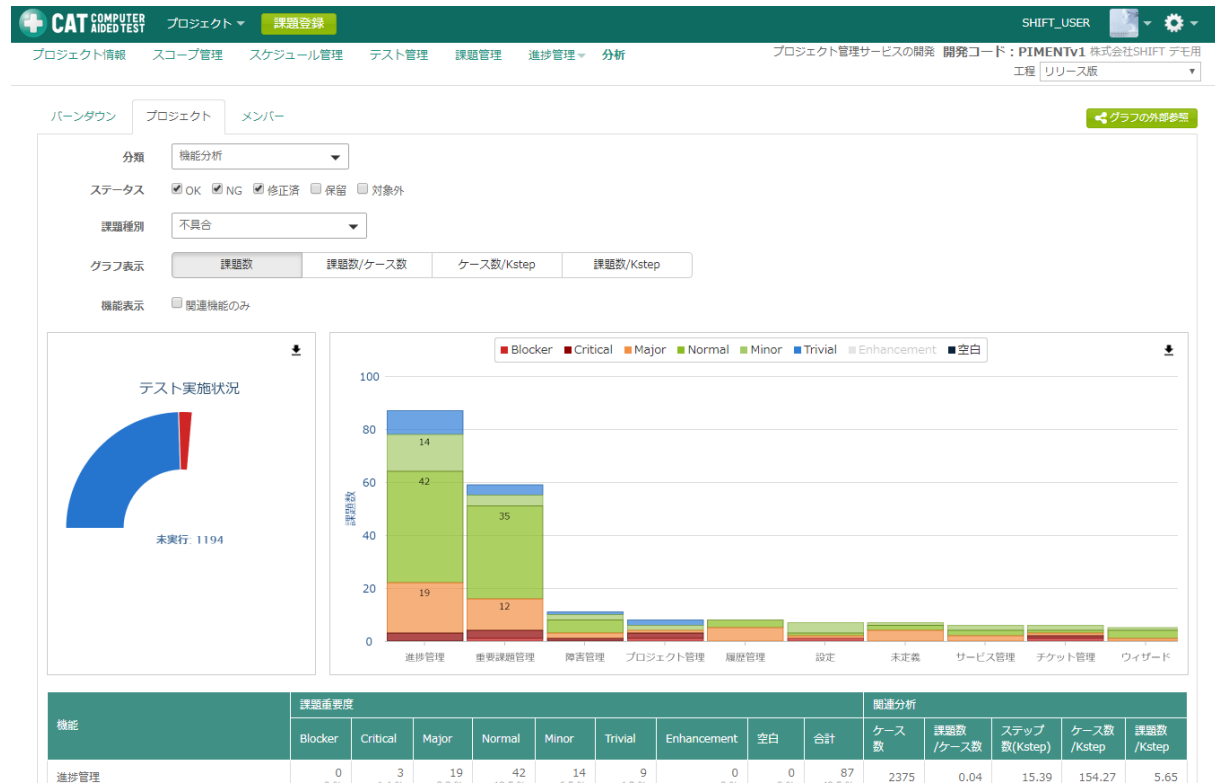 CAT COMPUTER AIDED TEST プロジェクト 課題登録 SHIFT_USER
プロジェクト情報 スコープ管理 スケジュール管理 テスト管理 課題管理 進捗管理 分析 プロジェクト管理サービスの開発 開発コード：PIMENTv1 株式会社SHIFT デモ用
工程 リリース版
バーンダウン プロジェクト メンバー グラフの外部参照
分類 機能分析
ステータス OK NG 修正済 保留 対象外
課題種別 不具合
グラフ表示 課題数 課題数/ケース数 ケース数/Kstep 課題数/Kstep
機能表示 関連機能のみ
テスト実施状況
未実行: 1194
Blocker Critical Major Normal Minor Trivial Enhancement 空白
課題数
100
80
60
40
20
0
14
42
19
35
12
進捗管理 重要課題管理 障害管理 プロジェクト管理 履歴管理 設定 未定義 サービス管理 チケット管理 ウィザード
機能 課題重要度 関連分析
Blocker Critical Major Normal Minor Trivial Enhancement 空白 合計 ケース数 課題数/ケース数 ステップ数(Kstep) ケース数/Kstep 課題数/Kstep
進捗管理 0 3 19 42 14 9 0 0 87 2375 0.04 15.39 154.27 5.65